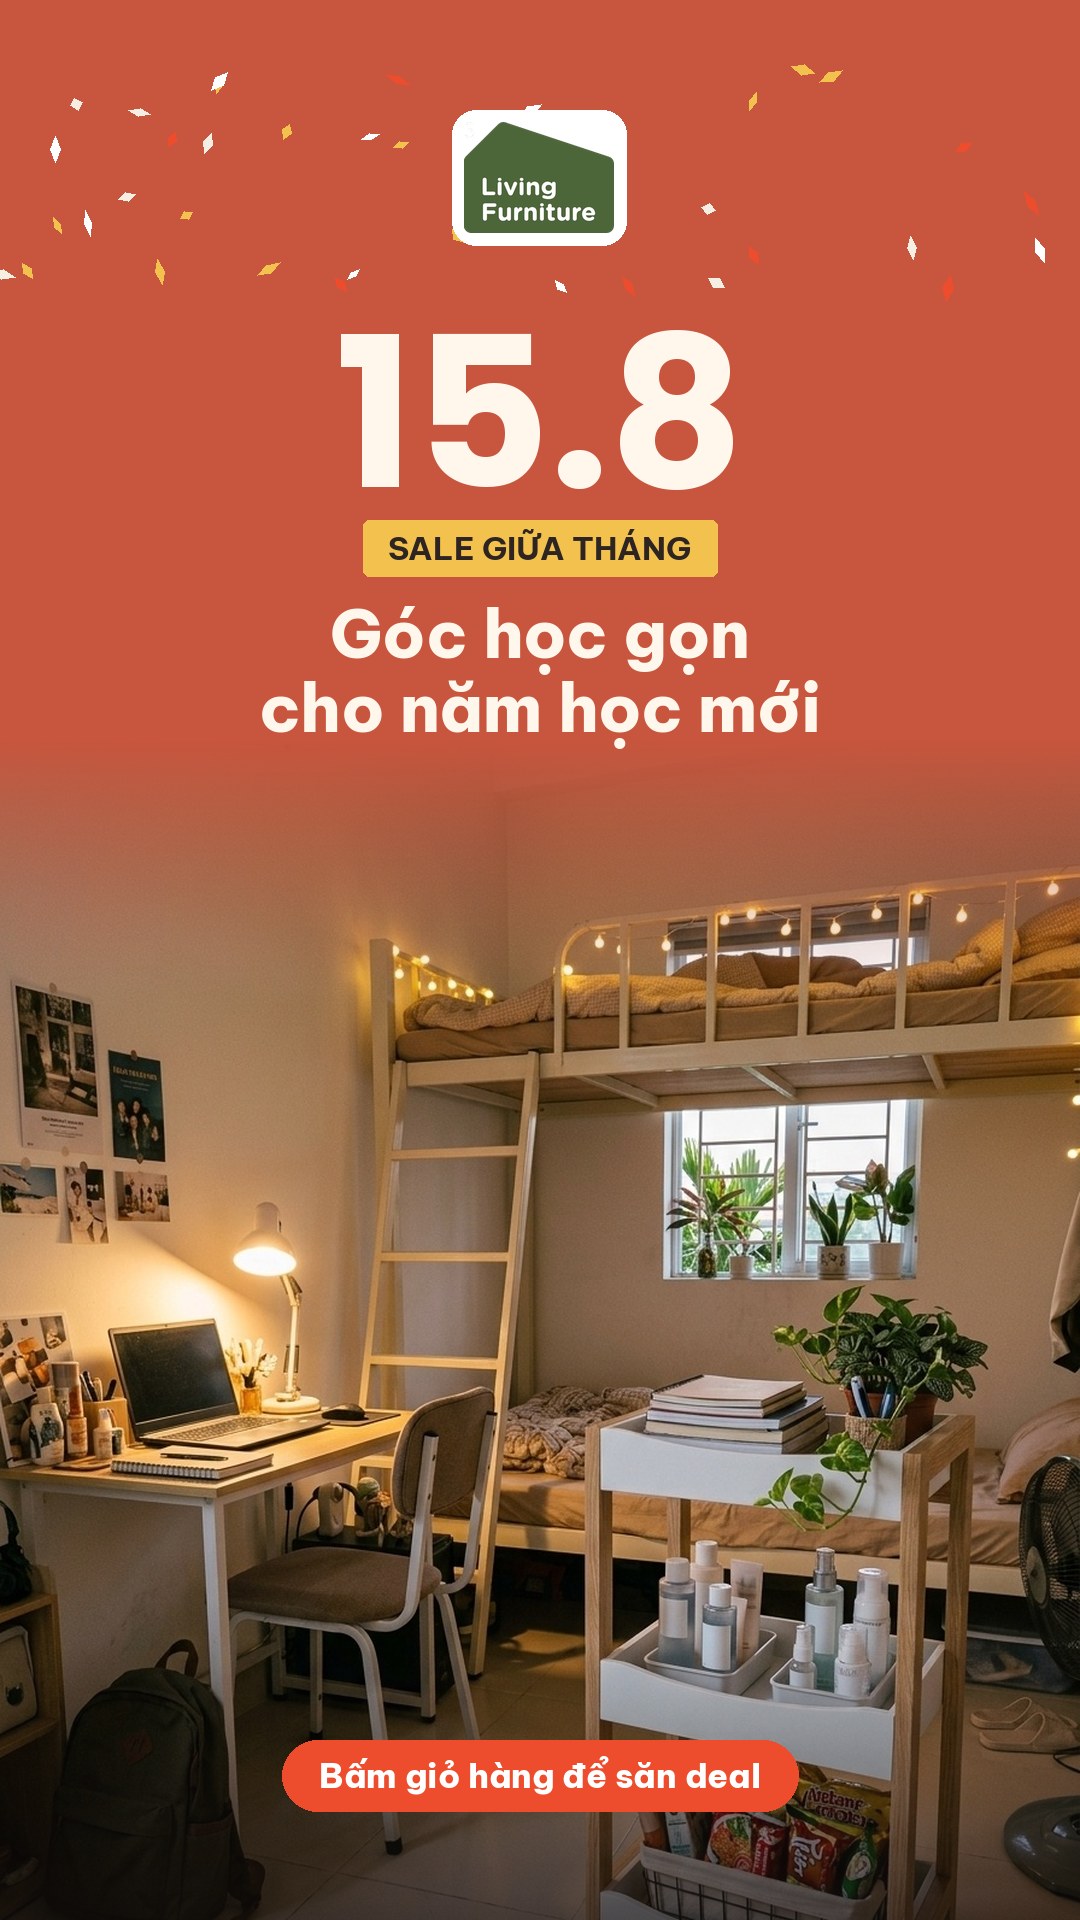 Living
Furniture
15.8
SALE GIỮA THÁNG
Góc học gọn
cho năm học mới
Bấm giỏ hàng để săn deal